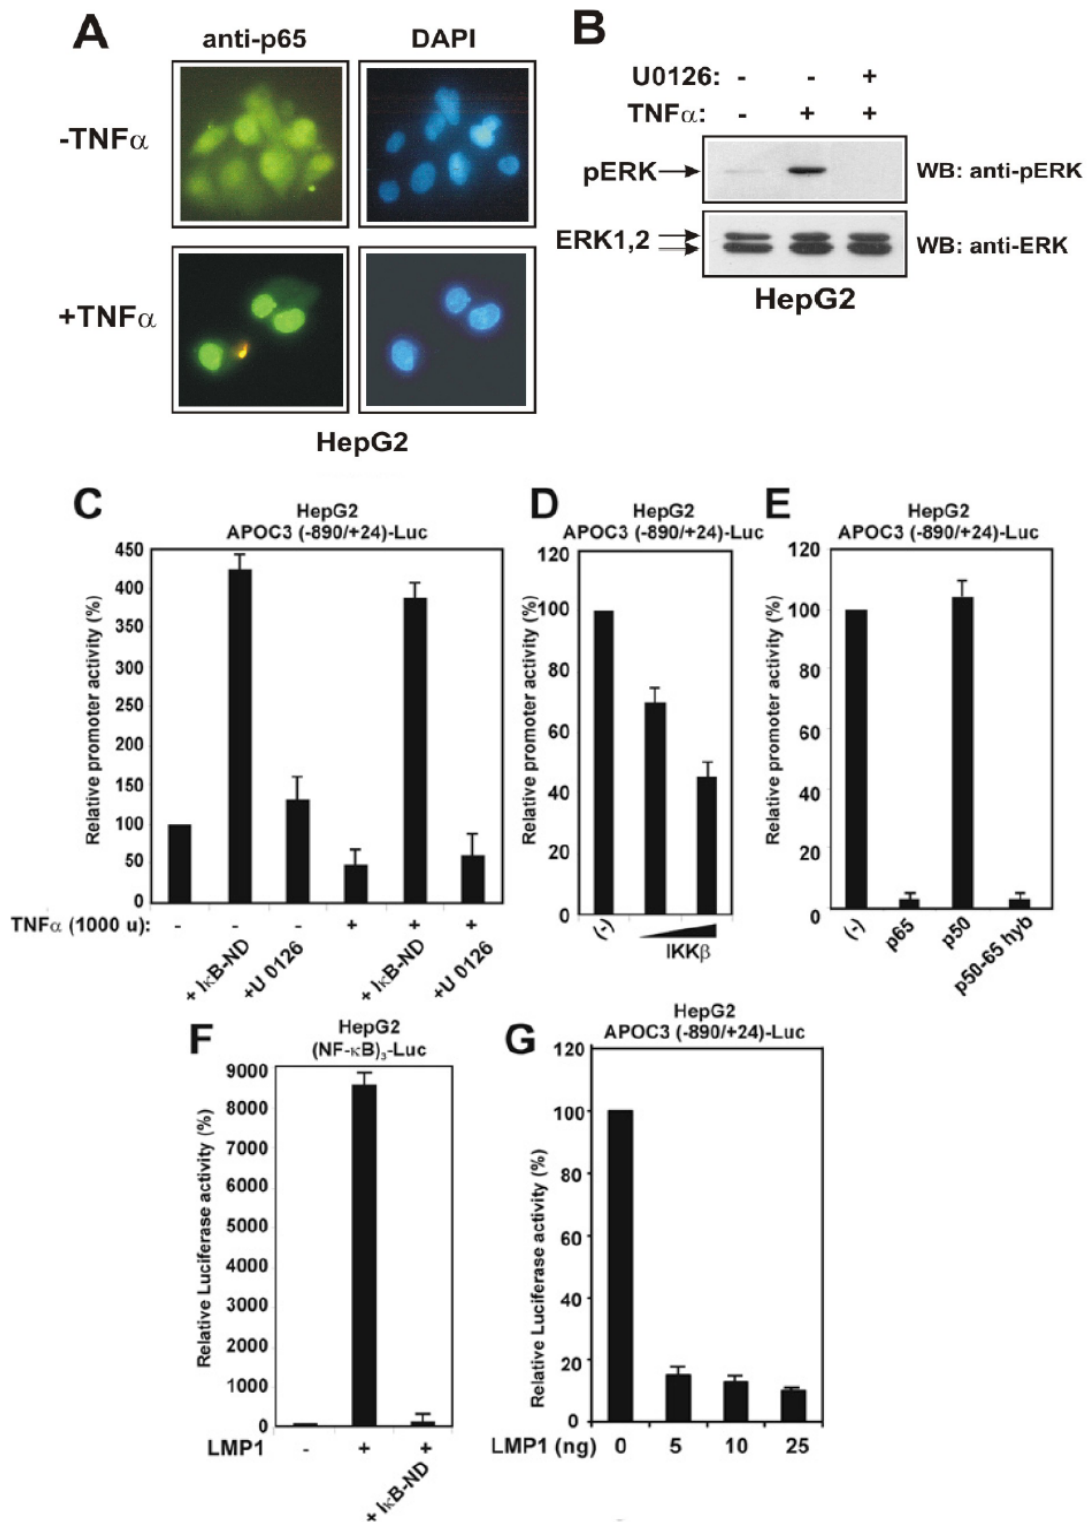 A
anti-p65 DAPI
-TNFα
+TNFα
HepG2
B
U0126: - - +
TNFα: - + +
pERK WB: anti-pERK
ERK1,2 WB: anti-ERK
HepG2
C
HepG2
APOC3 (-890/+24)-Luc
Relative promoter activity (%)
450
400
350
300
250
200
150
100
50
0
TNFα (1000 u): - - - + + +
+ IκB-ND +U 0126 + IκB-ND +U 0126
D
HepG2
APOC3 (-890/+24)-Luc
Relative promoter activity (%)
120
100
80
60
40
20
0
(-) IKKβ
E
HepG2
APOC3 (-890/+24)-Luc
Relative promoter activity (%)
120
100
80
60
40
20
0
(-) p65 p50 p50-65 hyb
F
HepG2
(NF-κB)₃-Luc
Relative Luciferase activity (%)
9000
8000
7000
6000
5000
4000
3000
2000
1000
0
LMP1 - + +
+ IκB-ND
G
HepG2
APOC3 (-890/+24)-Luc
Relative Luciferase activity (%)
120
100
80
60
40
20
0
LMP1 (ng) 0 5 10 25